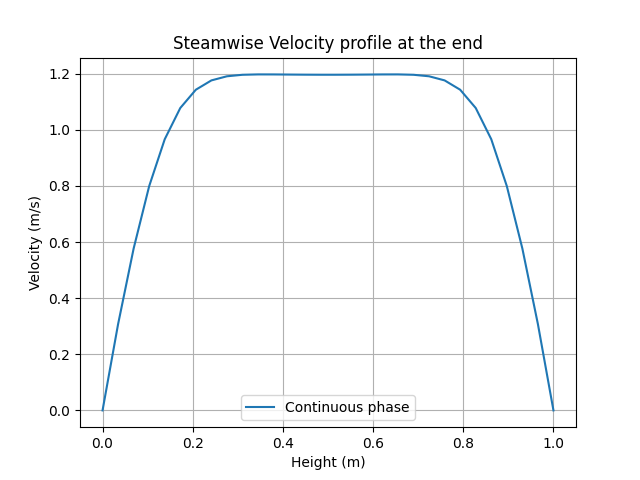 Steamwise Velocity profile at the end
1.2
1.0
0.8
0.6
0.4
0.2
0.0
Velocity (m/s)
Continuous phase
0.0 0.2 0.4 0.6 0.8 1.0
Height (m)